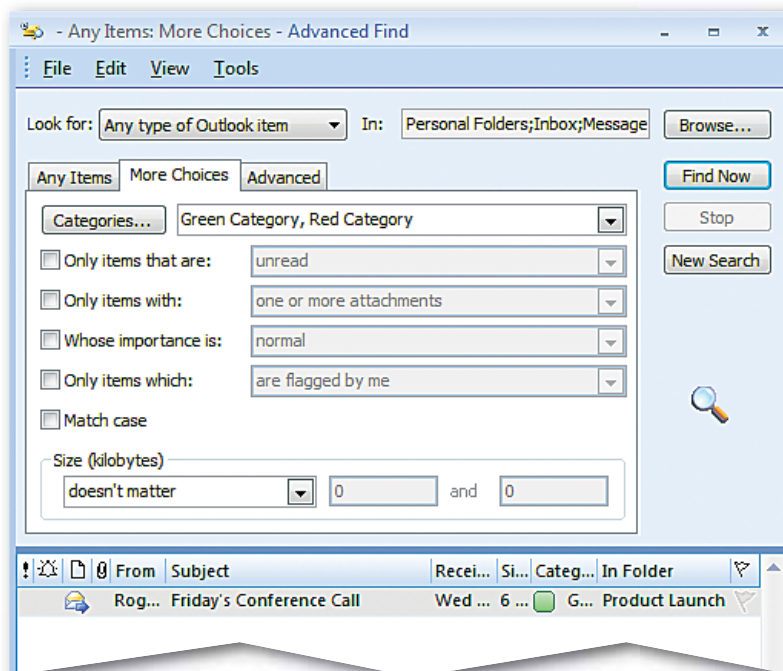 - Any Items: More Choices - Advanced Find
File Edit View Tools
Look for: Any type of Outlook item In: Personal Folders;Inbox;Message Browse...
Any Items More Choices Advanced Find Now
Categories... Green Category, Red Category Stop
Only items that are: unread New Search
Only items with: one or more attachments
Whose importance is: normal
Only items which: are flagged by me
Match case
Size (kilobytes)
doesn't matter 0 and 0
! From Subject Recei... Si... Categ... In Folder
Rog... Friday's Conference Call Wed ... 6 ... G... Product Launch